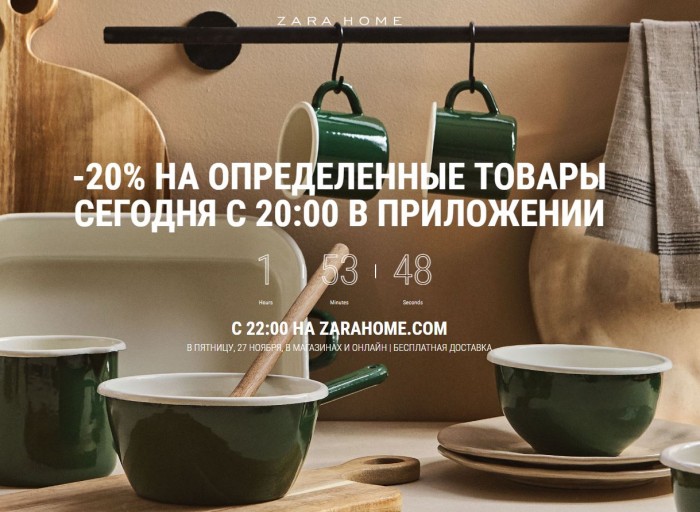 ZARA HOME
-20% НА ОПРЕДЕЛЕННЫЕ ТОВАРЫ
СЕГОДНЯ С 20:00 В ПРИЛОЖЕНИИ
1 53 48
Hours Minutes Seconds
С 22:00 НА ZARAHOME.COM
В ПЯТНИЦУ, 27 НОЯБРЯ, В МАГАЗИНАХ И ОНЛАЙН | БЕСПЛАТНАЯ ДОСТАВКА